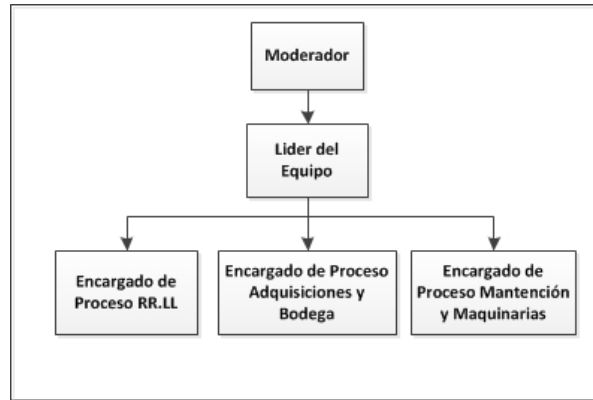 Moderador
Lider del
Equipo
Encargado de
Proceso RR.LL
Encargado de Proceso
Adquisiciones y
Bodega
Encargado de
Proceso Mantención
y Maquinarias